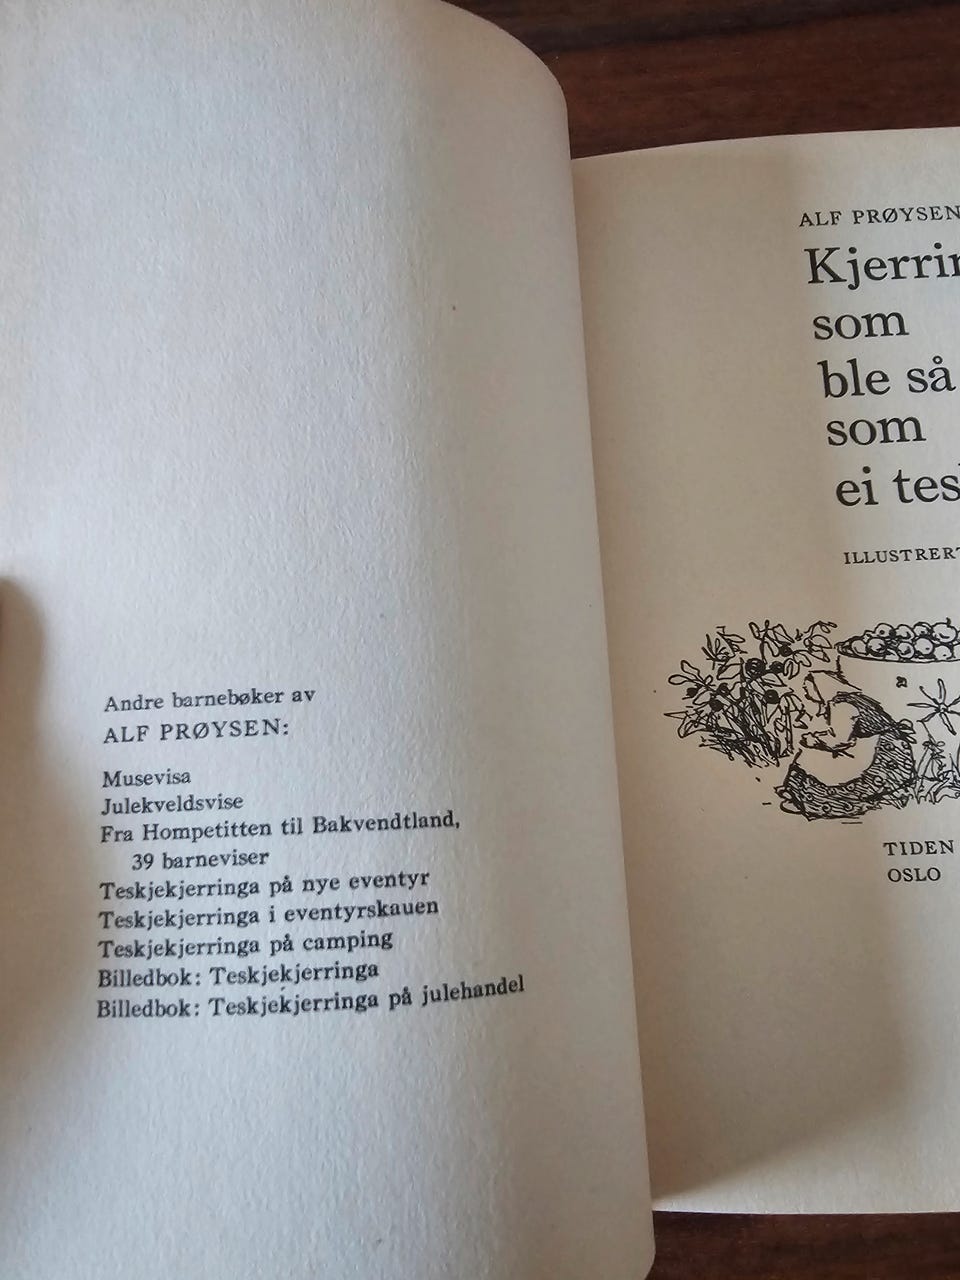 Andre barnebøker av
ALF PRØYSEN:
Musevisa
Julekveldsvise
Fra Hompetitten til Bakvendtland,
39 barneviser
Teskjekjerringa på nye eventyr
Teskjekjerringa i eventyrskauen
Teskjekjerringa på camping
Billedbok: Teskjekjerringa
Billedbok: Teskjekjerringa på julehandel
ALF PRØYSEN
som
ble så
som
ei
TIDEN
OSLO